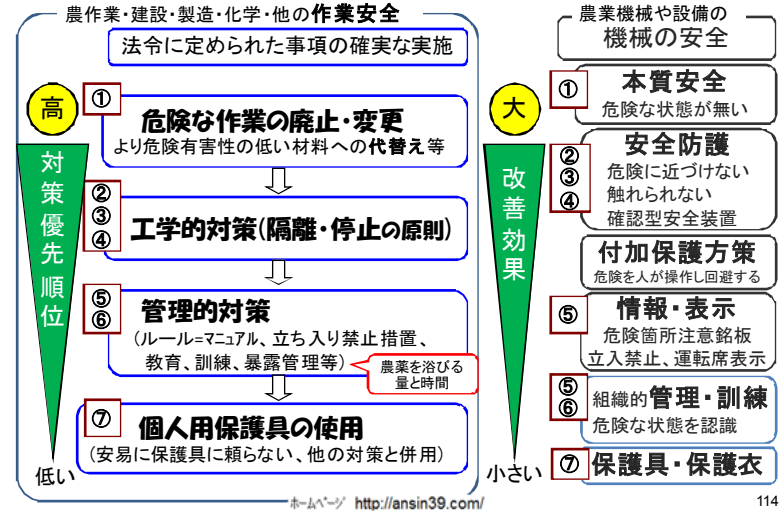 農作業・建設・製造・化学・他の作業安全
法令に定められた事項の確実な実施
高
対策優先順位
低い
①
危険な作業の廃止・変更
より危険有害性の低い材料への代替え等
②
③
④
工学的対策(隔離・停止の原則)
⑤
⑥
管理的対策
(ルール=マニュアル、立ち入り禁止措置、
教育、訓練、暴露管理等)
農薬を浴びる
量と時間
⑦
個人用保護具の使用
(安易に保護具に頼らない、他の対策と併用)
大
改善効果
小さい
農業機械や設備の
機械の安全
①
本質安全
危険な状態が無い
②
③
④
安全防護
危険に近づけない
触れられない
確認型安全装置
付加保護方策
危険を人が操作し回避する
⑤
情報・表示
危険箇所注意銘板
立入禁止、運転席表示
⑤
⑥
組織的管理・訓練
危険な状態を認識
⑦
保護具・保護衣
ホームページ http://ansin39.com/
114